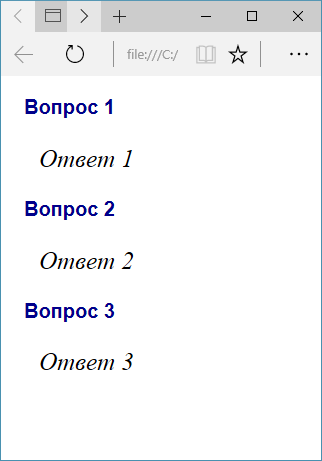 file:///C:/
Вопрос 1
Ответ 1
Вопрос 2
Ответ 2
Вопрос 3
Ответ 3